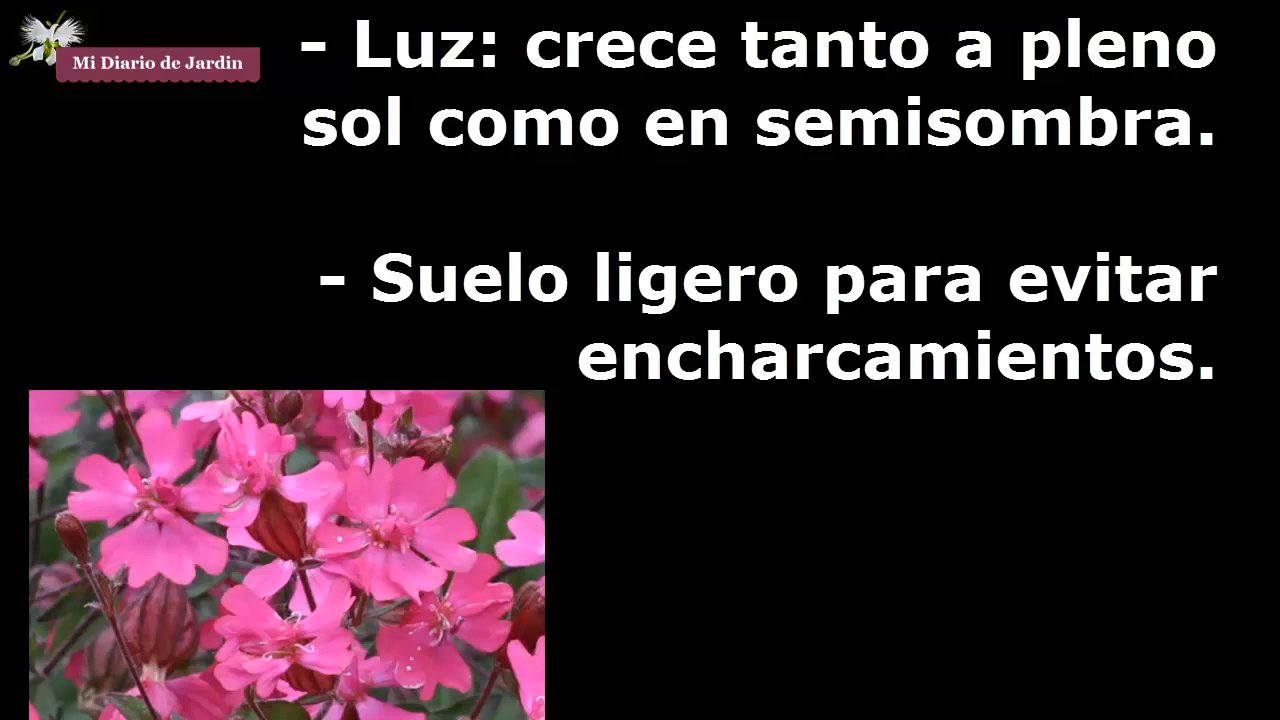 Mi Diario de Jardin
- Luz: crece tanto a pleno
sol como en semisombra.
- Suelo ligero para evitar
encharcamientos.